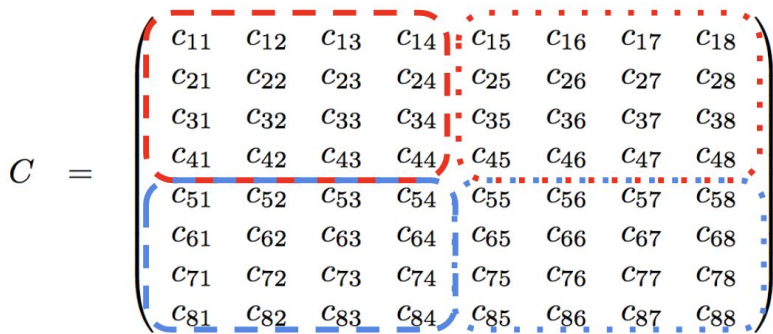 c11 c12 c13 c14 c15 c16 c17 c18
c21 c22 c23 c24 c25 c26 c27 c28
c31 c32 c33 c34 c35 c36 c37 c38
c41 c42 c43 c44 c45 c46 c47 c48
C =
c51 c52 c53 c54 c55 c56 c57 c58
c61 c62 c63 c64 c65 c66 c67 c68
c71 c72 c73 c74 c75 c76 c77 c78
c81 c82 c83 c84 c85 c86 c87 c88